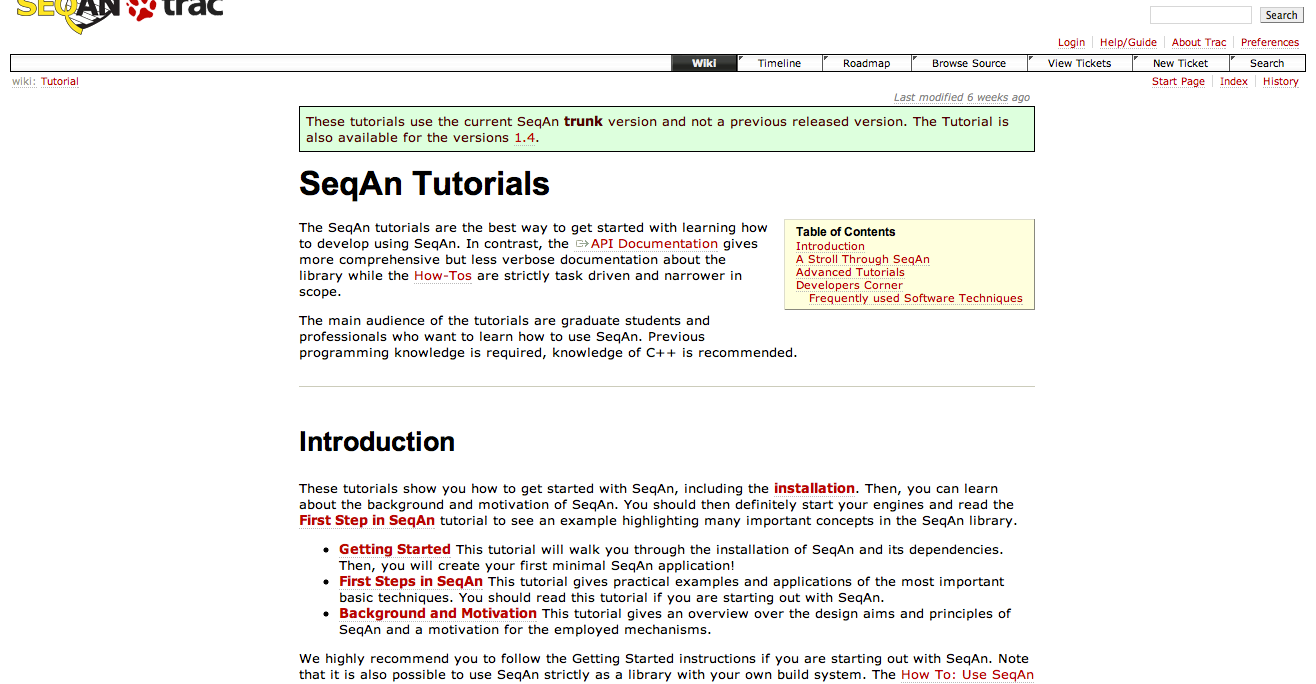 SEQAN trac
Search
Login Help/Guide About Trac Preferences
Wiki Timeline Roadmap Browse Source View Tickets New Ticket Search
wiki: Tutorial
Start Page Index History
Last modified 6 weeks ago
These tutorials use the current SeqAn trunk version and not a previous released version. The Tutorial is
also available for the versions 1.4.
SeqAn Tutorials
The SeqAn tutorials are the best way to get started with learning how
to develop using SeqAn. In contrast, the API Documentation gives
more comprehensive but less verbose documentation about the
library while the How-Tos are strictly task driven and narrower in
scope.
Table of Contents
Introduction
A Stroll Through SeqAn
Advanced Tutorials
Developers Corner
Frequently used Software Techniques
The main audience of the tutorials are graduate students and
professionals who want to learn how to use SeqAn. Previous
programming knowledge is required, knowledge of C++ is recommended.
Introduction
These tutorials show you how to get started with SeqAn, including the installation. Then, you can learn
about the background and motivation of SeqAn. You should then definitely start your engines and read the
First Step in SeqAn tutorial to see an example highlighting many important concepts in the SeqAn library.
• Getting Started This tutorial will walk you through the installation of SeqAn and its dependencies.
Then, you will create your first minimal SeqAn application!
• First Steps in SeqAn This tutorial gives practical examples and applications of the most important
basic techniques. You should read this tutorial if you are starting out with SeqAn.
• Background and Motivation This tutorial gives an overview over the design aims and principles of
SeqAn and a motivation for the employed mechanisms.
We highly recommend you to follow the Getting Started instructions if you are starting out with SeqAn. Note
that it is also possible to use SeqAn strictly as a library with your own build system. The How To: Use SeqAn